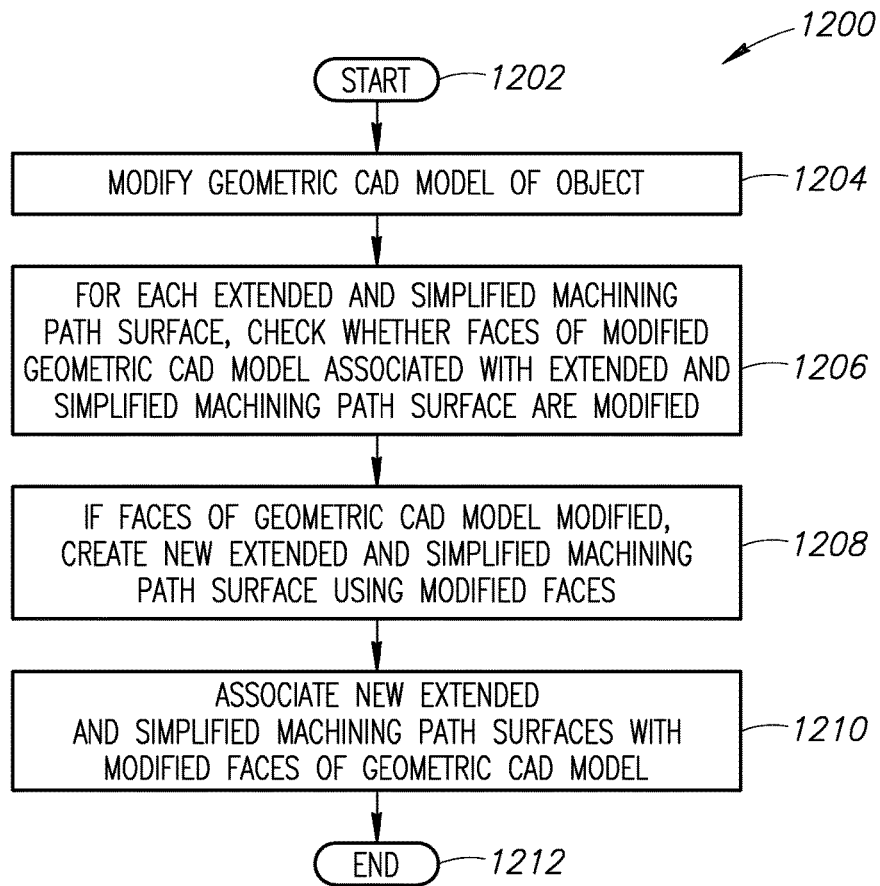 1200
START 1202
MODIFY GEOMETRIC CAD MODEL OF OBJECT 1204
FOR EACH EXTENDED AND SIMPLIFIED MACHINING
PATH SURFACE, CHECK WHETHER FACES OF MODIFIED
GEOMETRIC CAD MODEL ASSOCIATED WITH EXTENDED AND
SIMPLIFIED MACHINING PATH SURFACE ARE MODIFIED
1206
IF FACES OF GEOMETRIC CAD MODEL MODIFIED,
CREATE NEW EXTENDED AND SIMPLIFIED MACHINING
PATH SURFACE USING MODIFIED FACES
1208
ASSOCIATE NEW EXTENDED
AND SIMPLIFIED MACHINING PATH SURFACES WITH
MODIFIED FACES OF GEOMETRIC CAD MODEL
1210
END 1212